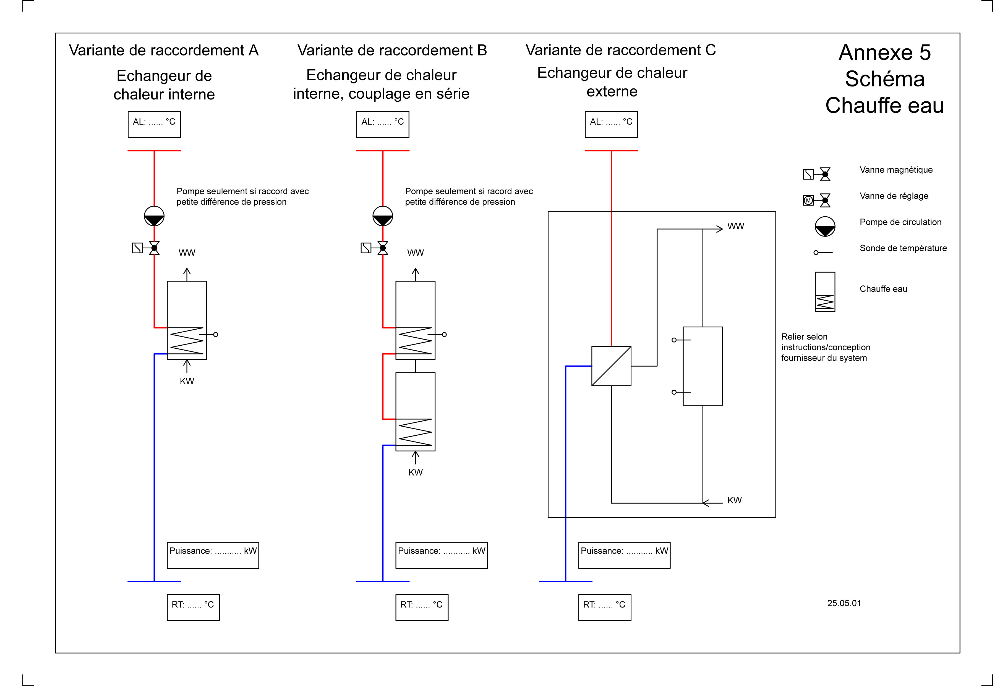 Variante de raccordement A
Echangeur de
chaleur interne
AL: ...... °C
Pompe seulement si raccord avec
petite différence de pression
WW
KW
Puissance: ........... kW
RT: ...... °C
Variante de raccordement B
Echangeur de chaleur
interne, couplage en série
AL: ...... °C
Pompe seulement si racord avec
petite différence de pression
WW
KW
Puissance: ........... kW
RT: ...... °C
Variante de raccordement C
Echangeur de chaleur
externe
AL: ...... °C
WW
KW
Puissance: ........... kW
RT: ...... °C
Annexe 5
Schéma
Chauffe eau
Vanne magnétique
M
Vanne de réglage
Pompe de circulation
Sonde de température
Chauffe eau
Relier selon
instructions/conception
fournisseur du system
25.05.01